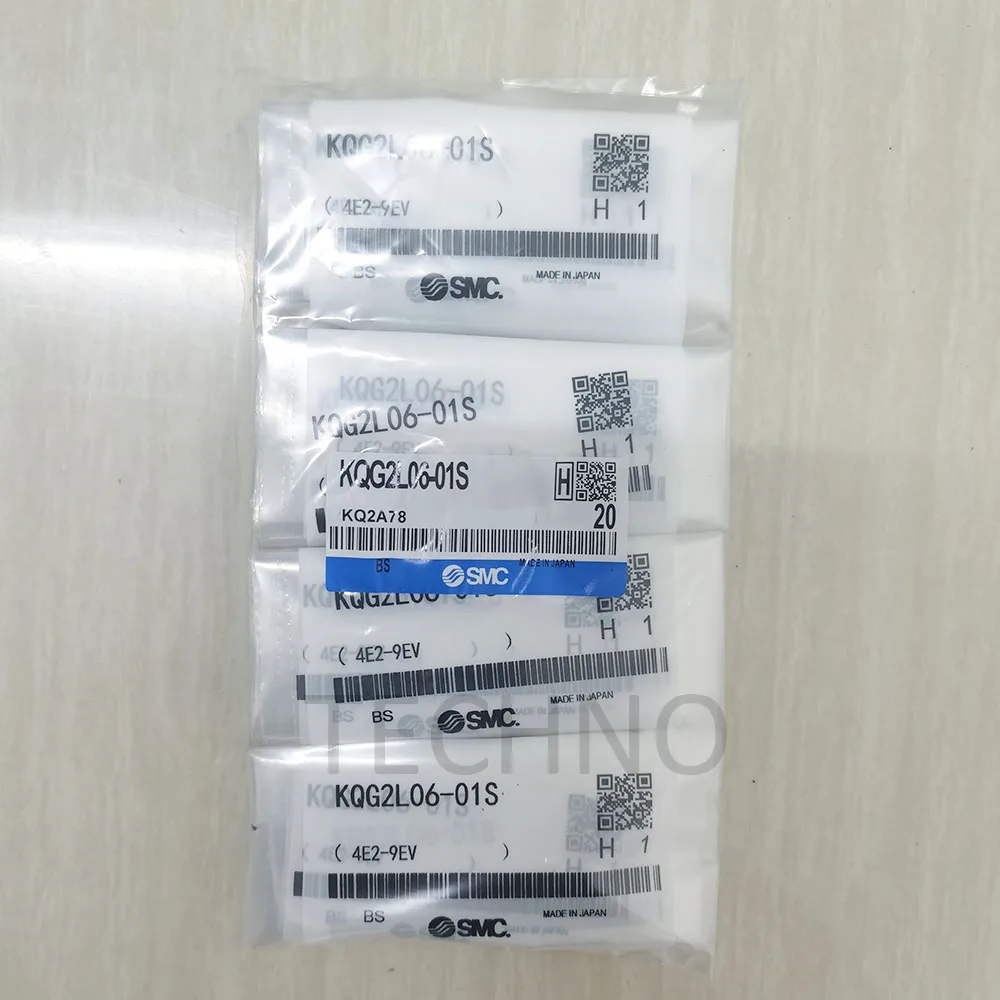 KQG2L06-01S
H 1
( 4E2-9EV )
BS
MADE IN JAPAN
SMC.
KQG2L06-01S
KQG2L06-01S
H 1
KQG2L06-01S
H
KQ2A78
20
BS
MADE IN JAPAN
SMC
KQG2L06-01S
H 1
( 4E2-9EV )
MADE IN JAPAN
BS BS
SMC.
TECHNO
KQG2L06-01S
H 1
( 4E2-9EV )
BS BS
MADE IN JAPAN
SMC.